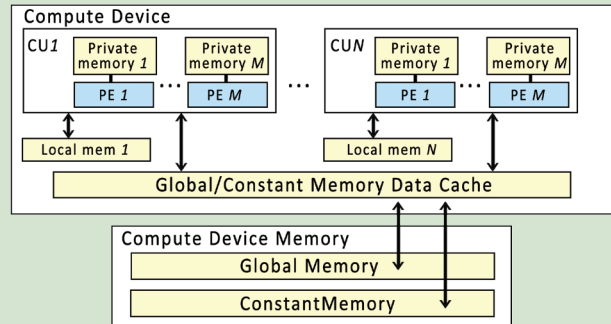 Compute Device
CU1
Private
memory 1
Private
memory M
PE 1
...
PE M
...
CUN
Private
memory 1
Private
memory M
PE 1
...
PE M
Local mem 1
Local mem N
Global/Constant Memory Data Cache
Compute Device Memory
Global Memory
ConstantMemory